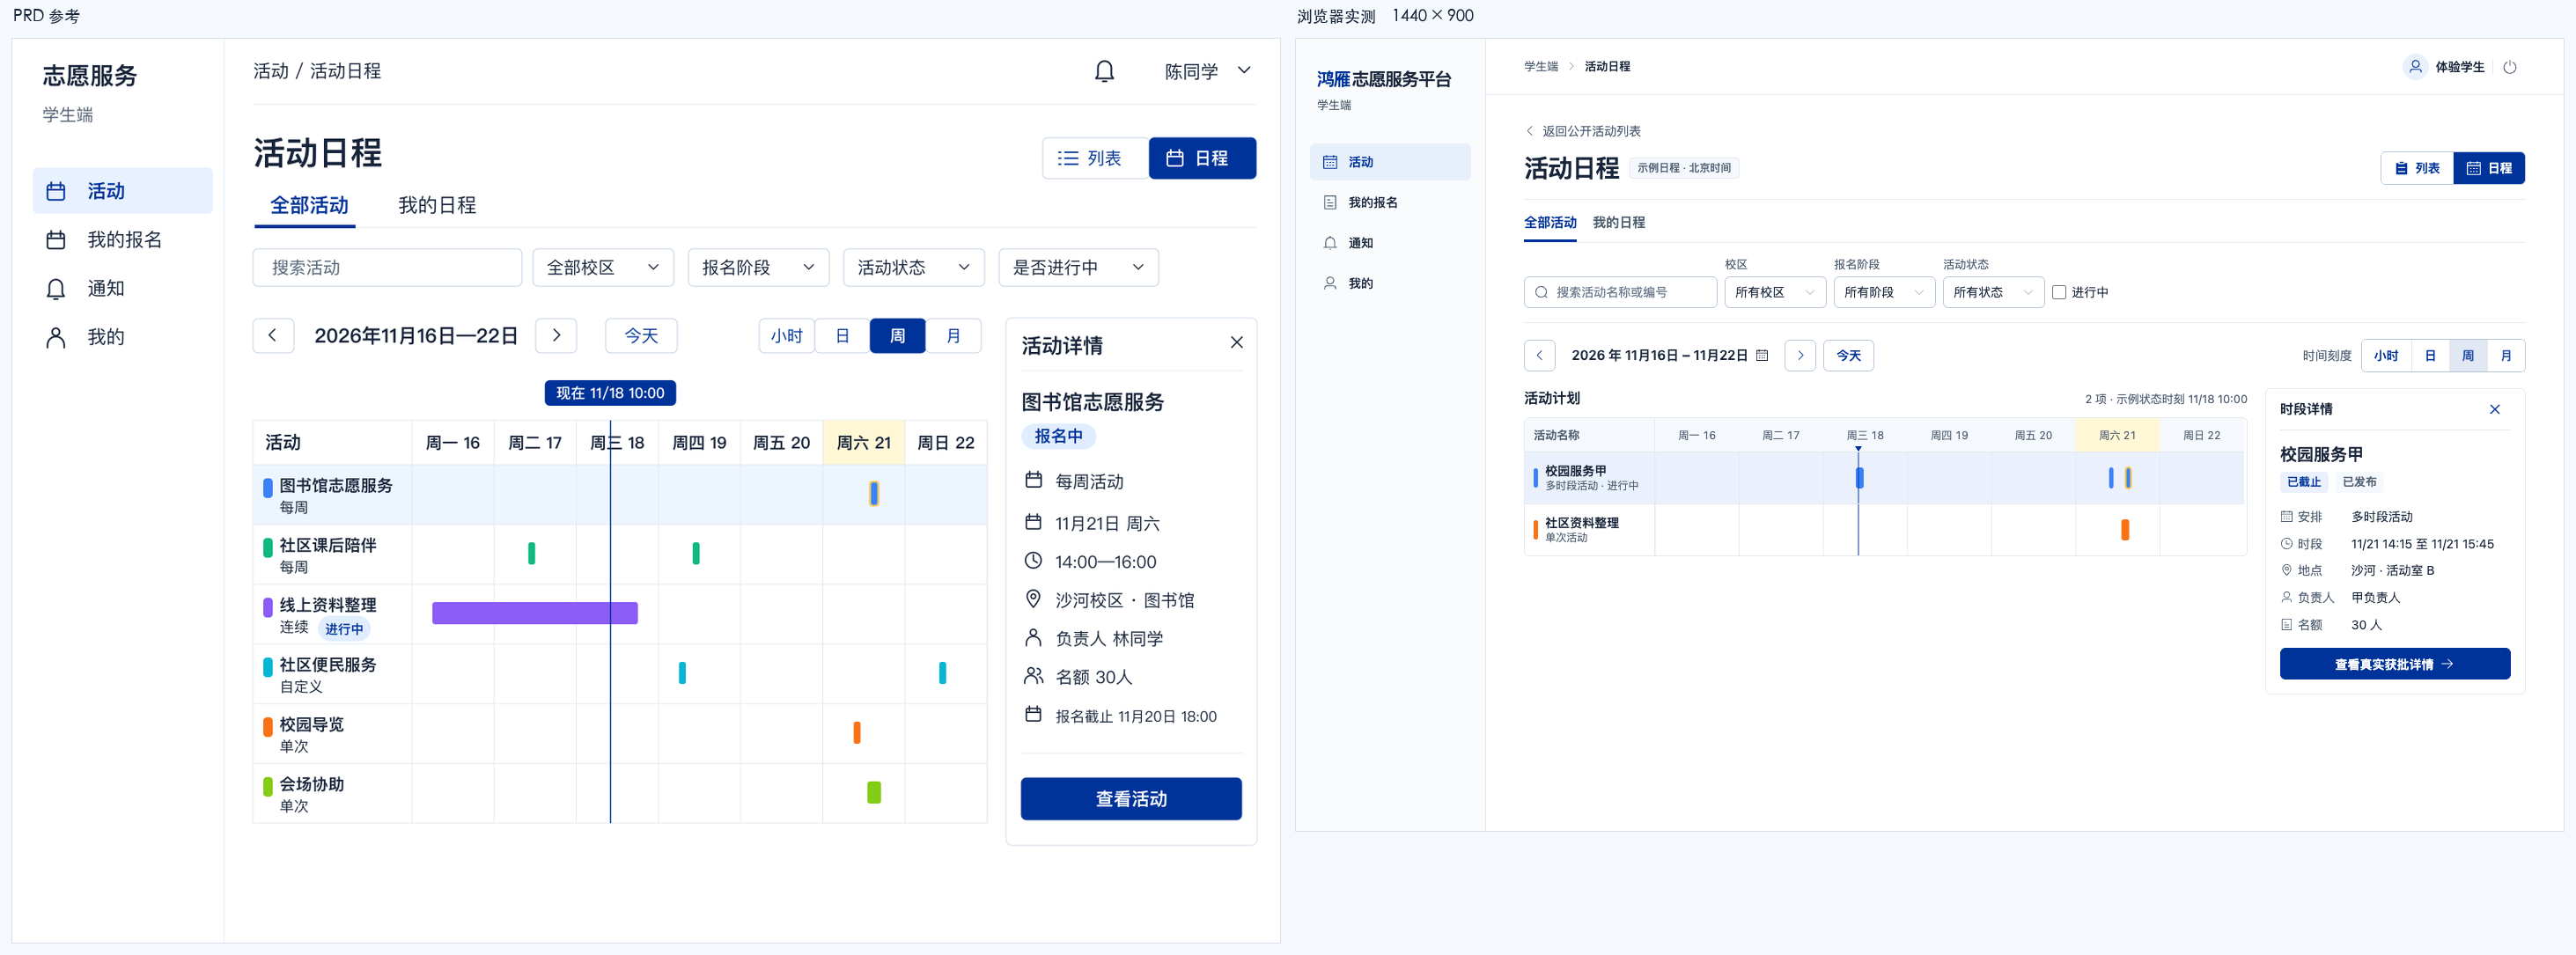 PRD 参考
志愿服务
学生端
活动
我的报名
通知
我的
活动 / 活动日程
陈同学
活动日程
列表
日程
全部活动
我的日程
搜索活动
全部校区
报名阶段
活动状态
是否进行中
2026年11月16日—22日
今天
小时
日
周
月
现在 11/18 10:00
活动
周一 16
周二 17
周三 18
周四 19
周五 20
周六 21
周日 22
图书馆志愿服务
每周
社区课后陪伴
每周
线上资料整理
连续 进行中
社区便民服务
自定义
校园导览
单次
会场协助
单次
活动详情
图书馆志愿服务
报名中
每周活动
11月21日 周六
14:00—16:00
沙河校区 · 图书馆
负责人 林同学
名额 30人
报名截止 11月20日 18:00
查看活动
浏览器实测 1440 × 900
鸿雁志愿服务平台
学生端
活动
我的报名
通知
我的
学生端
活动日程
体验学生
返回公开活动列表
活动日程
示例日程 · 北京时间
列表
日程
全部活动
我的日程
搜索活动名称或编号
校区
所有校区
报名阶段
所有阶段
活动状态
所有状态
进行中
2026 年 11月16日 – 11月22日
今天
时间刻度
小时
日
周
月
活动计划
2 项 · 示例状态时刻 11/18 10:00
活动名称
周一 16
周二 17
周三 18
周四 19
周五 20
周六 21
周日 22
校园服务甲
多时段活动 · 进行中
社区资料整理
单次活动
时段详情
校园服务甲
已截止 已发布
安排 多时段活动
时段 11/21 14:15 至 11/21 15:45
地点 沙河 · 活动室 B
负责人 甲负责人
名额 30 人
查看真实获批详情